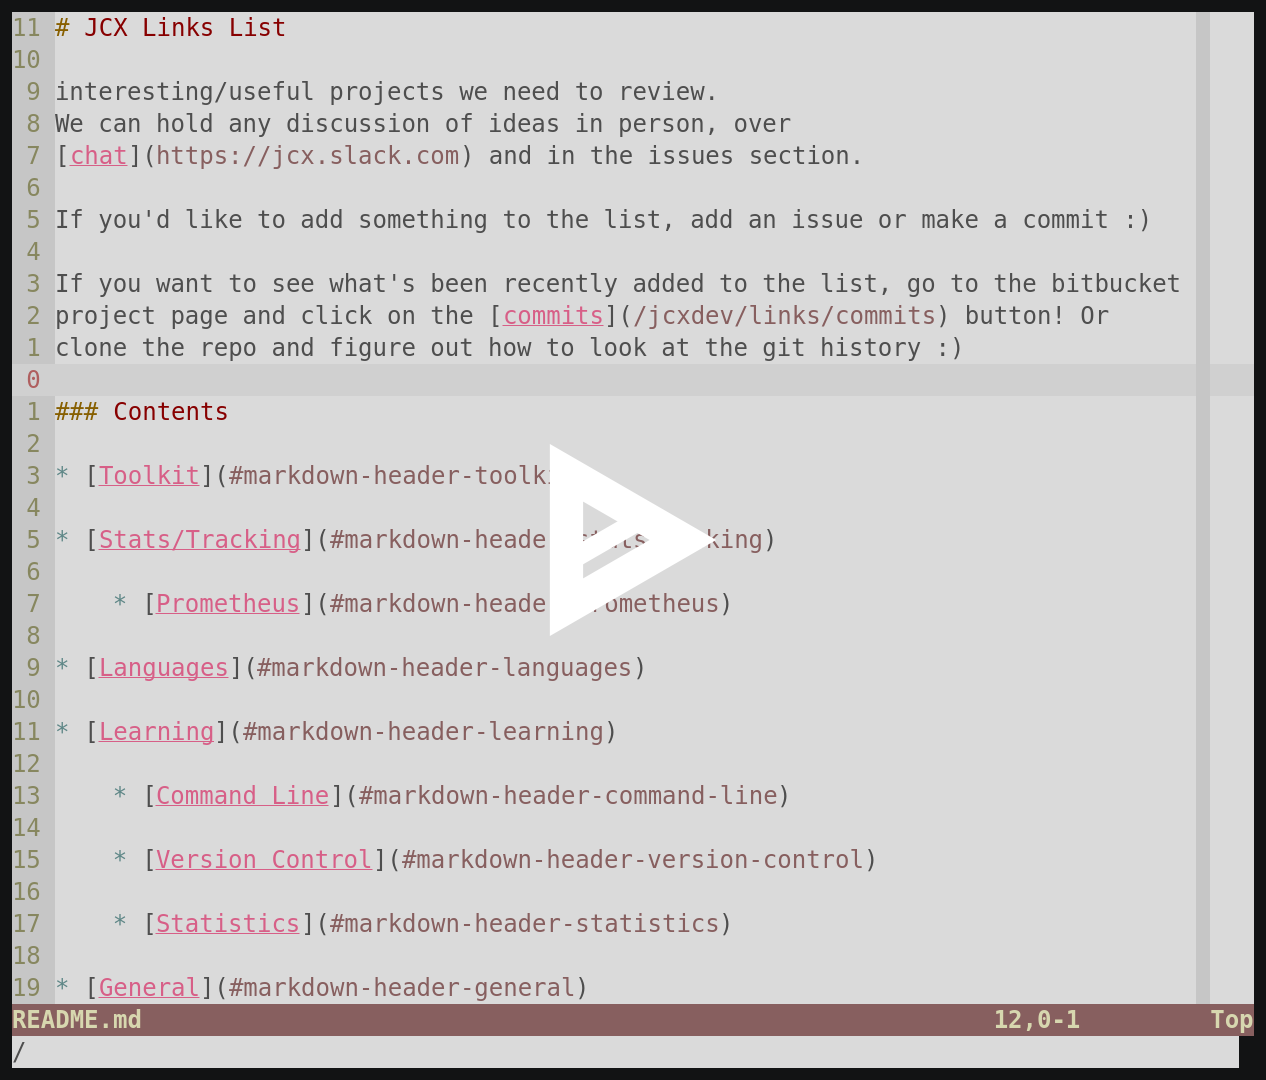 11 # JCX Links List
10
9 interesting/useful projects we need to review.
8 We can hold any discussion of ideas in person, over
7 [chat](https://jcx.slack.com) and in the issues section.
6
5 If you'd like to add something to the list, add an issue or make a commit :)
4
3 If you want to see what's been recently added to the list, go to the bitbucket
2 project page and click on the [commits](/jcxdev/links/commits) button! Or
1 clone the repo and figure out how to look at the git history :)
0
1 ### Contents
2
3 * [Toolkit](#markdown-header-toolki
4
5 * [Stats/Tracking](#markdown-header-stats-tracking)
6
7 * [Prometheus](#markdown-header-prometheus)
8
9 * [Languages](#markdown-header-languages)
10
11 * [Learning](#markdown-header-learning)
12
13 * [Command Line](#markdown-header-command-line)
14
15 * [Version Control](#markdown-header-version-control)
16
17 * [Statistics](#markdown-header-statistics)
18
19 * [General](#markdown-header-general)
README.md 12,0-1 Top
/